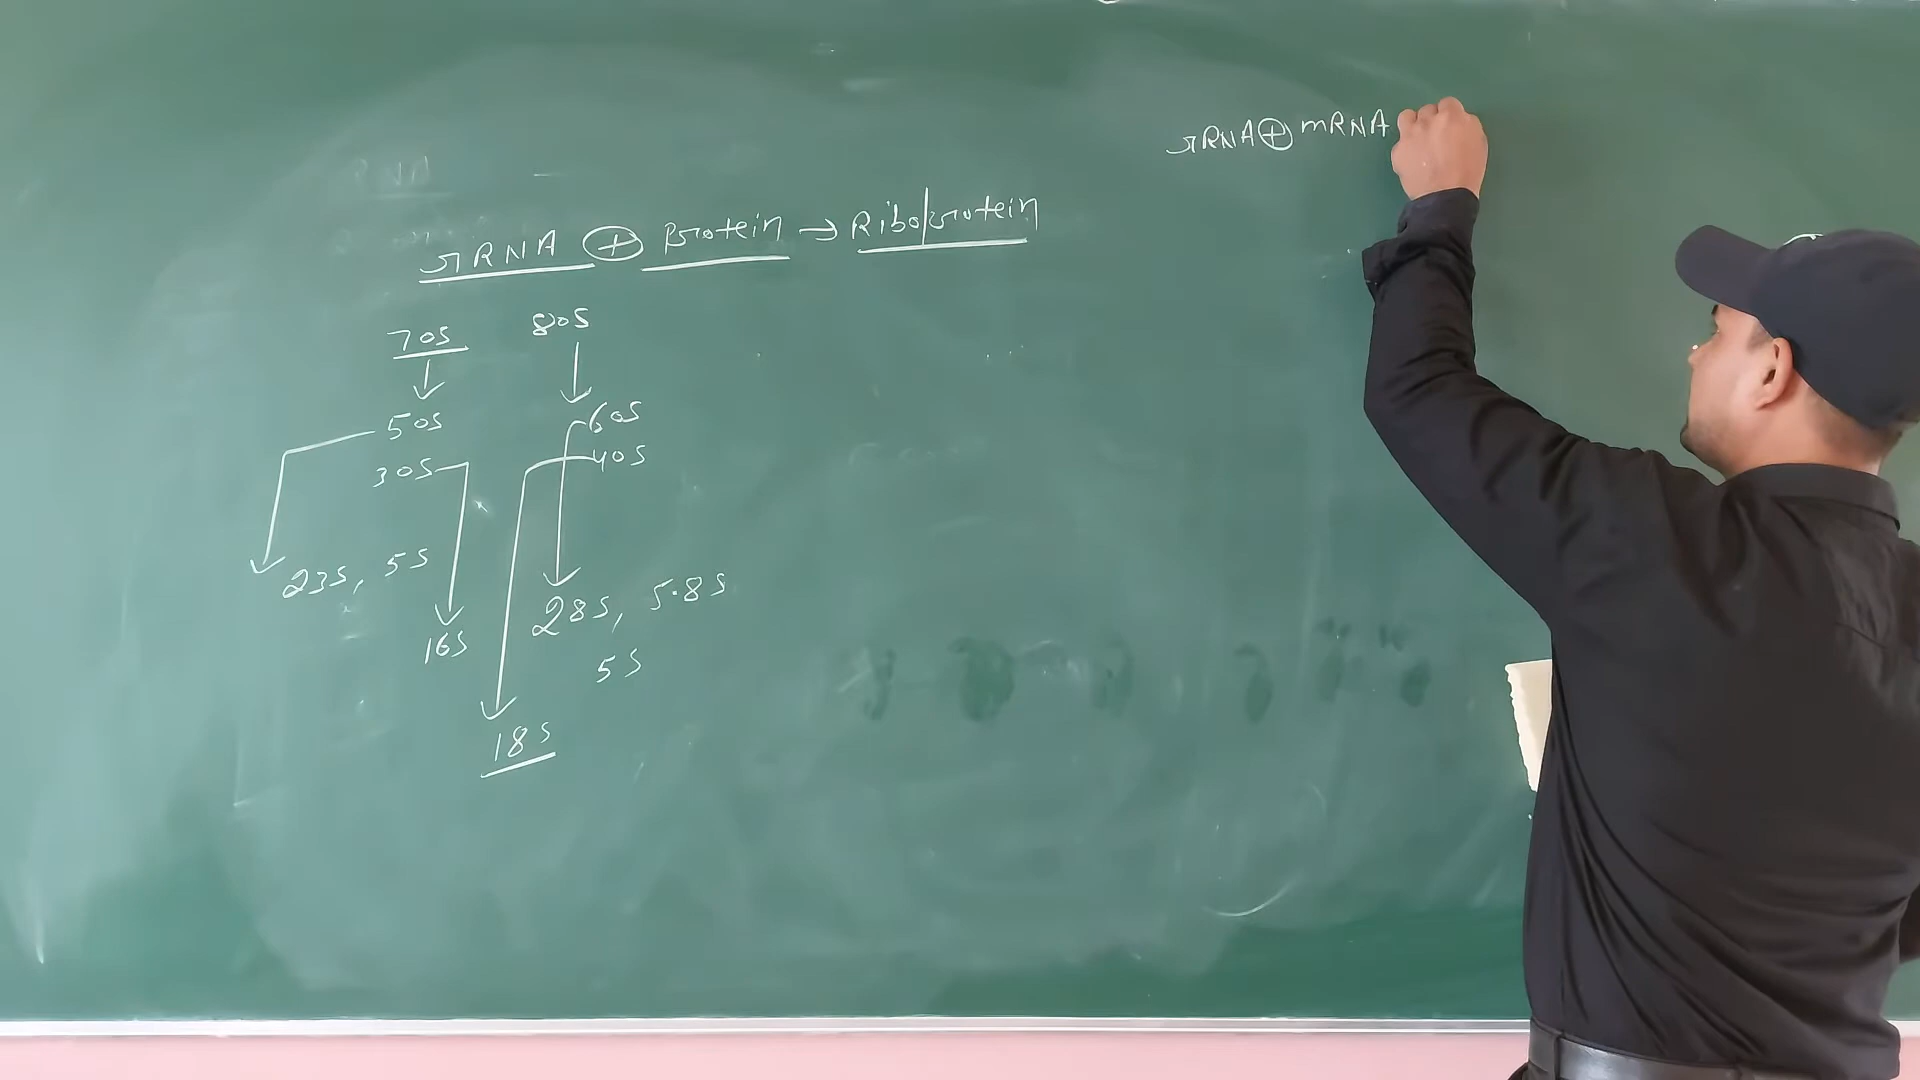 rRNA ⊕ mRNA
RNA
rRNA ⊕ Protein → Riboprotein
70S 80S
50S 60S
30S 40S
23S, 5S 28S, 5.8S
16S 5S
18S